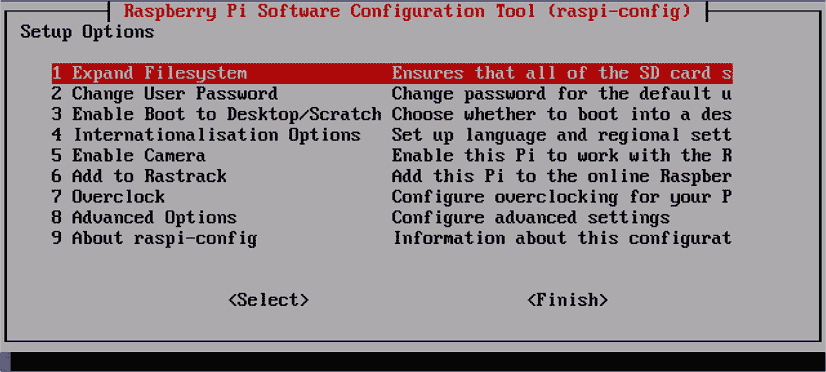 Raspberry Pi Software Configuration Tool (raspi-config)
Setup Options
1 Expand Filesystem Ensures that all of the SD card s
2 Change User Password Change password for the default u
3 Enable Boot to Desktop/Scratch Choose whether to boot into a des
4 Internationalisation Options Set up language and regional sett
5 Enable Camera Enable this Pi to work with the R
6 Add to Rastrack Add this Pi to the online Raspber
7 Overclock Configure overclocking for your P
8 Advanced Options Configure advanced settings
9 About raspi-config Information about this configurat
<Select> <Finish>